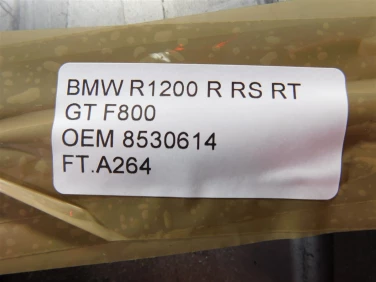 BMW R1200 R RS RT
GT F800
OEM 8530614
FT.A264